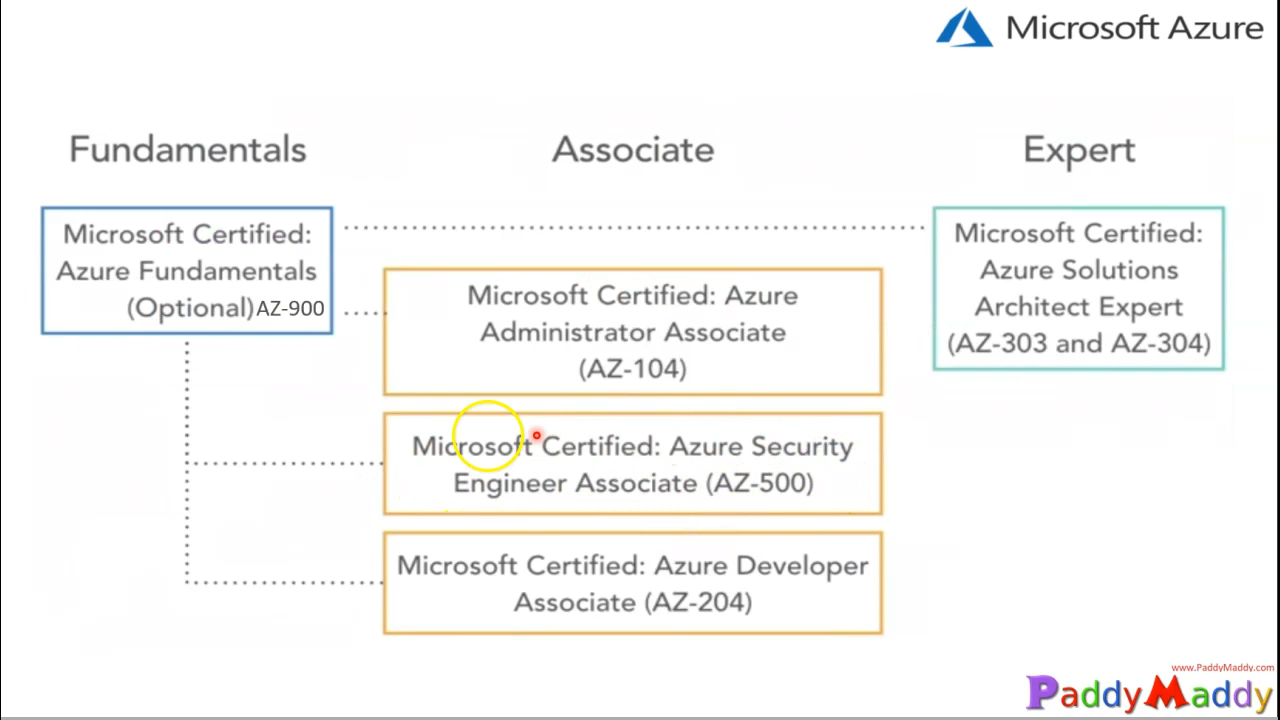 Microsoft Azure
Fundamentals
Associate
Expert
Microsoft Certified:
Azure Fundamentals
(Optional) AZ-900
Microsoft Certified: Azure
Administrator Associate
(AZ-104)
Microsoft Certified: Azure Security
Engineer Associate (AZ-500)
Microsoft Certified: Azure Developer
Associate (AZ-204)
Microsoft Certified:
Azure Solutions
Architect Expert
(AZ-303 and AZ-304)
www.PaddyMaddy.com
PaddyMaddy